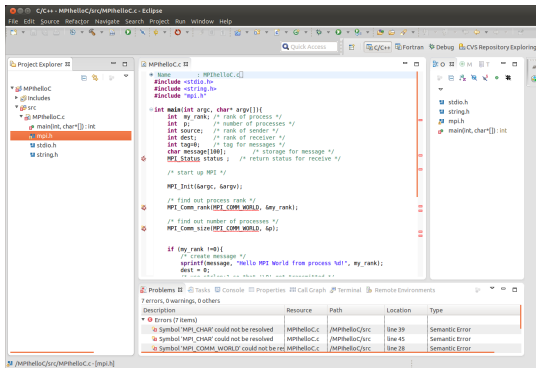 C/C++ - MPIhelloC/src/MPIhelloC.c - Eclipse
File Edit Source Refactor Navigate Search Project Run Window Help
Quick Access
C/C++ Fortran Debug CVS Repository Exploring
Project Explorer
MPIhelloC
Includes
src
MPIhelloC.c
main(int, char*[]) : int
mpi.h
stdio.h
string.h
MPIhelloC.c
Name : MPIhelloC.c
#include <stdio.h>
#include <string.h>
#include "mpi.h"
int main(int argc, char* argv[]){
int my_rank; /* rank of process */
int p; /* number of processes */
int source; /* rank of sender */
int dest; /* rank of receiver */
int tag=0; /* tag for messages */
char message[100]; /* storage for message */
MPI_Status status ; /* return status for receive */
/* start up MPI */
MPI_Init(&argc, &argv);
/* find out process rank */
MPI_Comm_rank(MPI_COMM_WORLD, &my_rank);
/* find out number of processes */
MPI_Comm_size(MPI_COMM_WORLD, &p);
if (my_rank !=0){
/* create message */
sprintf(message, "Hello MPI World from process %d!", my_rank);
dest = 0;
O M T
stdio.h
string.h
mpi.h
main(int, char*[]) : int
Problems Tasks Console Properties Call Graph Terminal Remote Environments
7 errors, 0 warnings, 0 others
Description Resource Path Location Type
Errors (7 items)
Symbol 'MPI_CHAR' could not be resolved MPIhelloC.c /MPIhelloC/src line 39 Semantic Error
Symbol 'MPI_CHAR' could not be resolved MPIhelloC.c /MPIhelloC/src line 45 Semantic Error
Symbol 'MPI_COMM_WORLD' could not be res MPIhelloC.c /MPIhelloC/src line 28 Semantic Error
/MPIhelloC/src/MPIhelloC.c - [mpi.h]